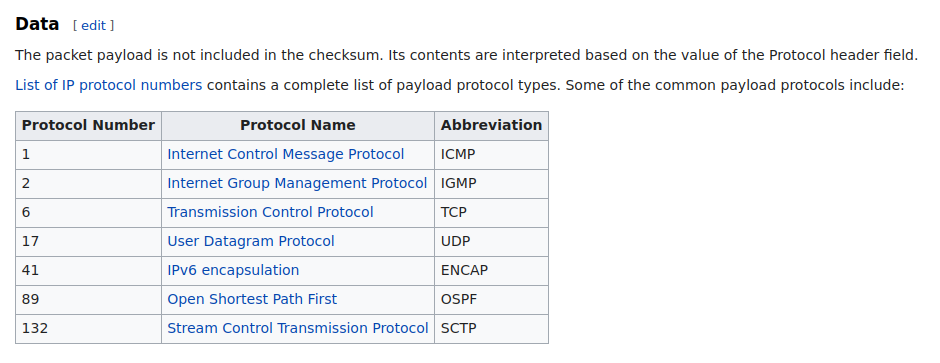 Data [ edit ]
The packet payload is not included in the checksum. Its contents are interpreted based on the value of the Protocol header field.
List of IP protocol numbers contains a complete list of payload protocol types. Some of the common payload protocols include:
Protocol Number Protocol Name Abbreviation
1 Internet Control Message Protocol ICMP
2 Internet Group Management Protocol IGMP
6 Transmission Control Protocol TCP
17 User Datagram Protocol UDP
41 IPv6 encapsulation ENCAP
89 Open Shortest Path First OSPF
132 Stream Control Transmission Protocol SCTP